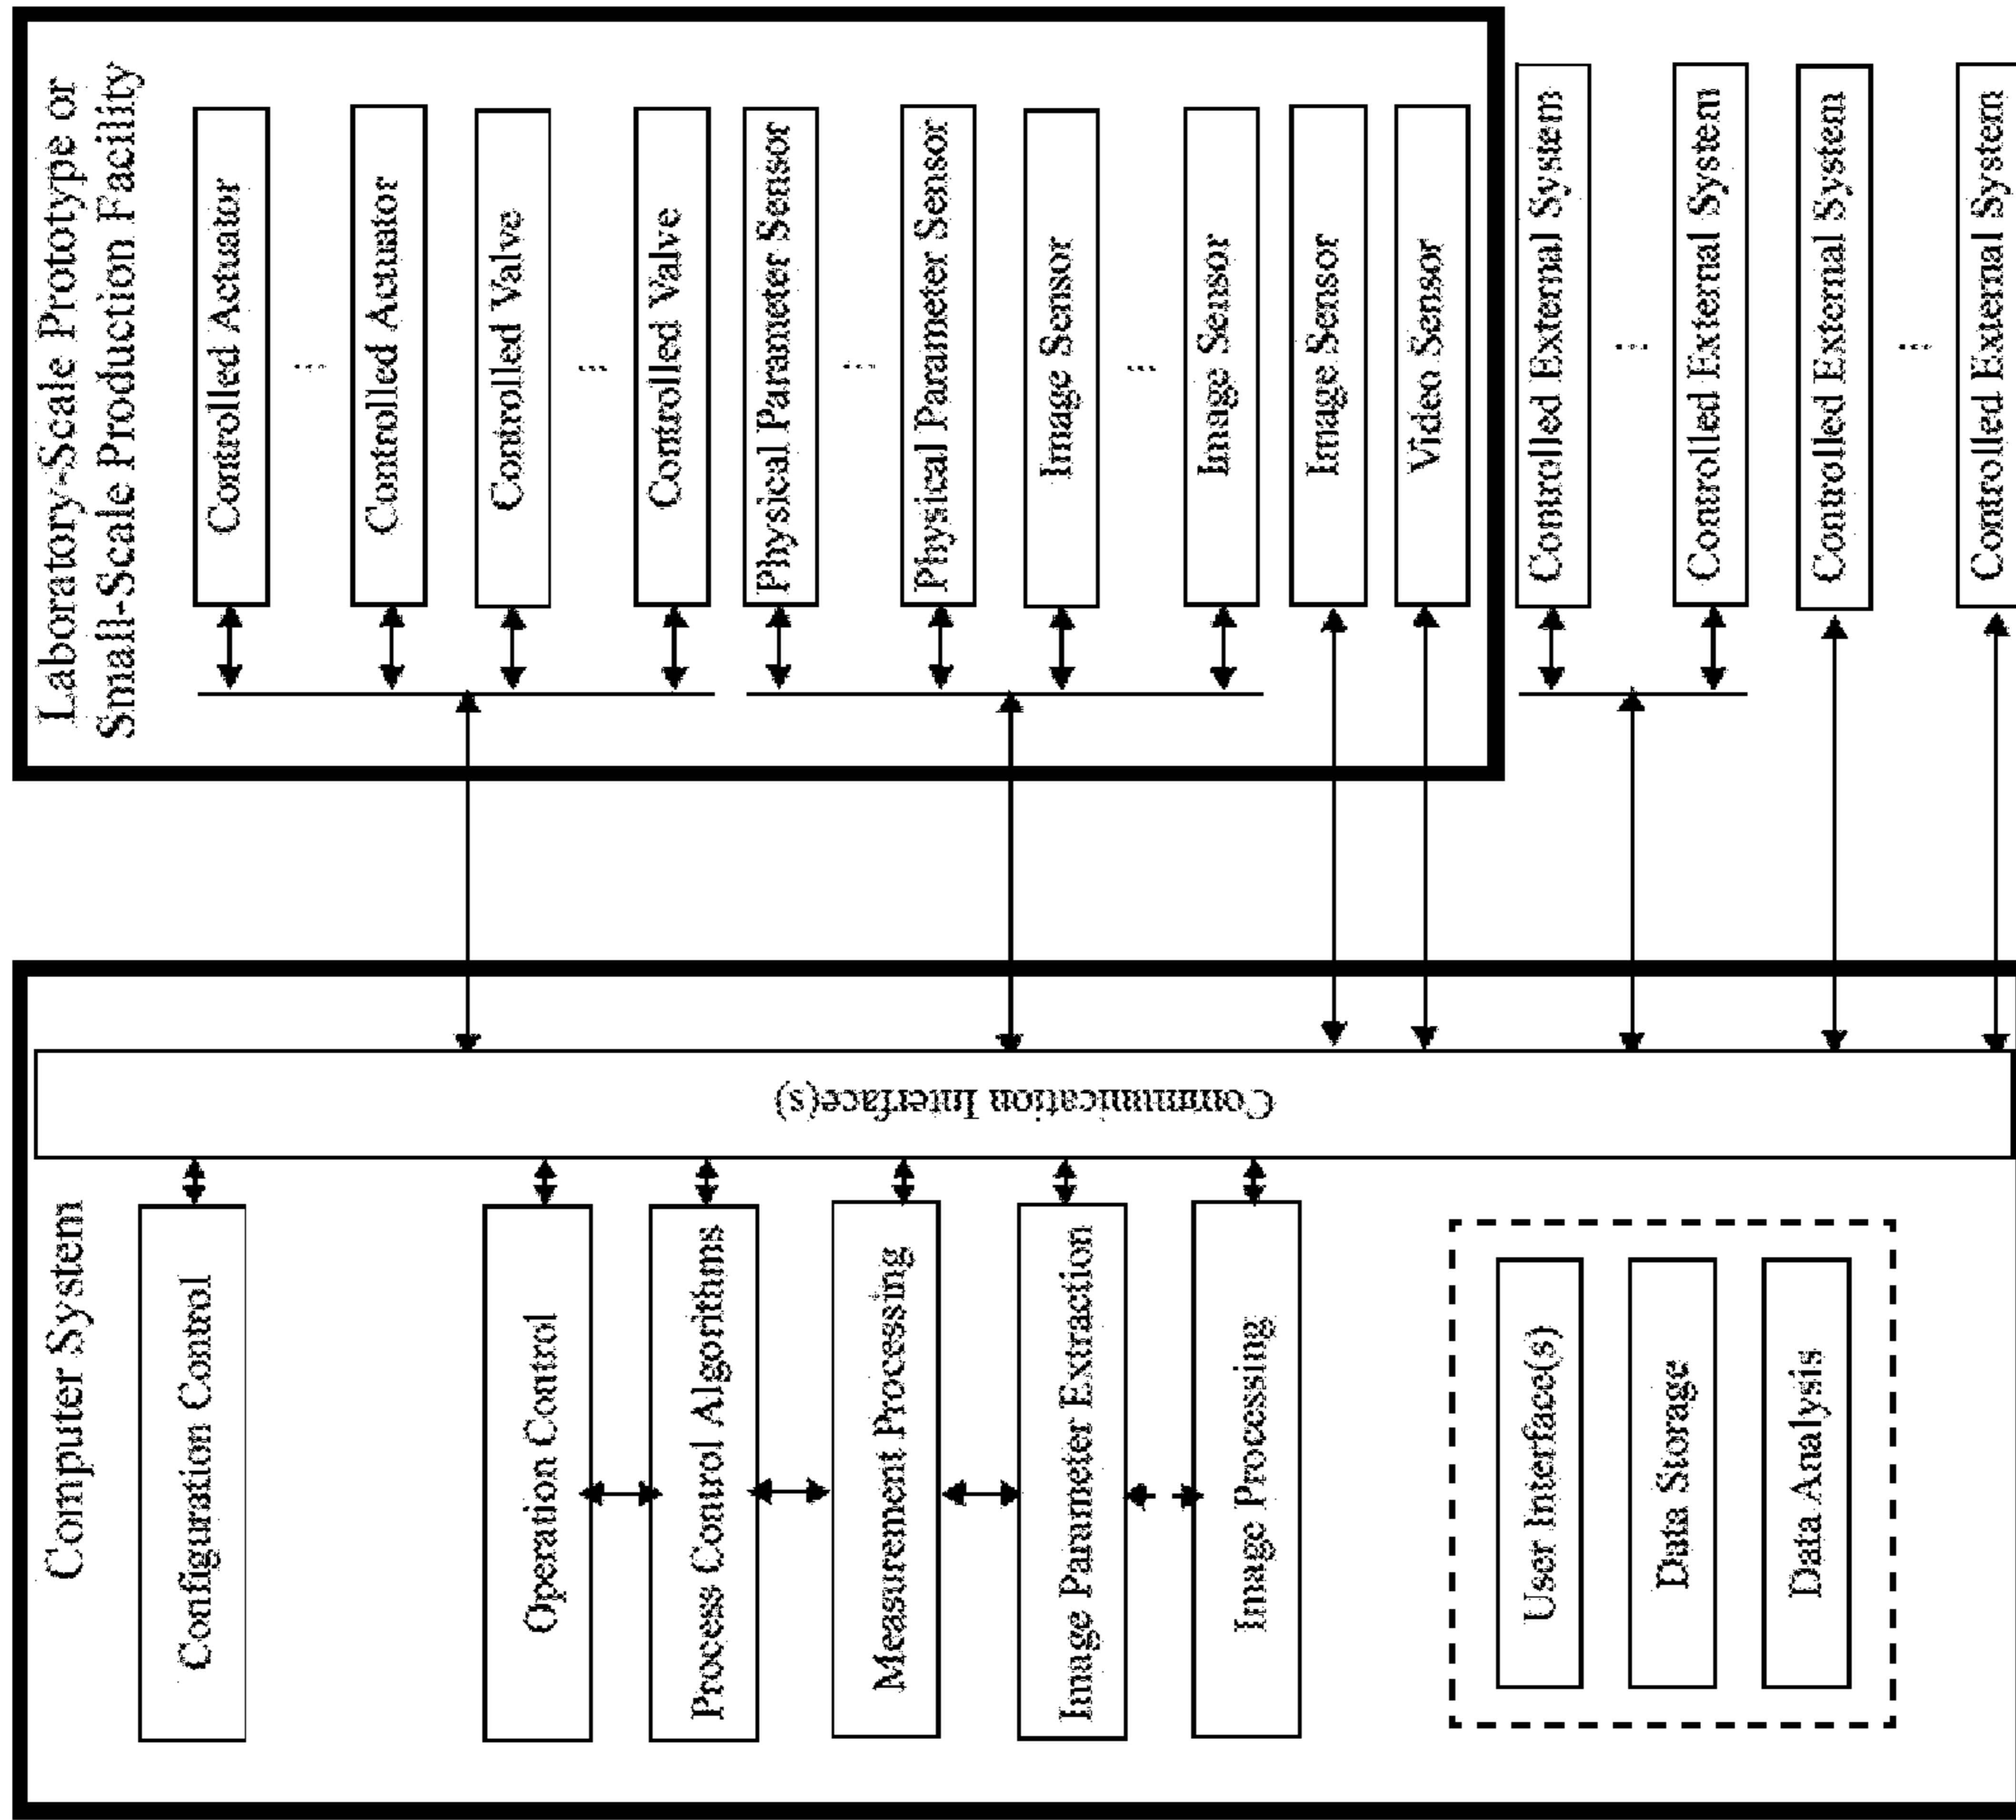 Computer System
Configuration Control
Operation Control
Process Control Algorithms
Measurement Processing
Image Parameter Extraction
Image Processing
User Interface(s)
Data Storage
Data Analysis
Communication Interface(s)
Laboratory-Scale Prototype or
Small-Scale Production Facility
Controlled Actuator
...
Controlled Actuator
Controlled Valve
...
Controlled Valve
Physical Parameter Sensor
...
Physical Parameter Sensor
Image Sensor
...
Image Sensor
Image Sensor
Video Sensor
Controlled External System
...
Controlled External System
Controlled External System
...
Controlled External System